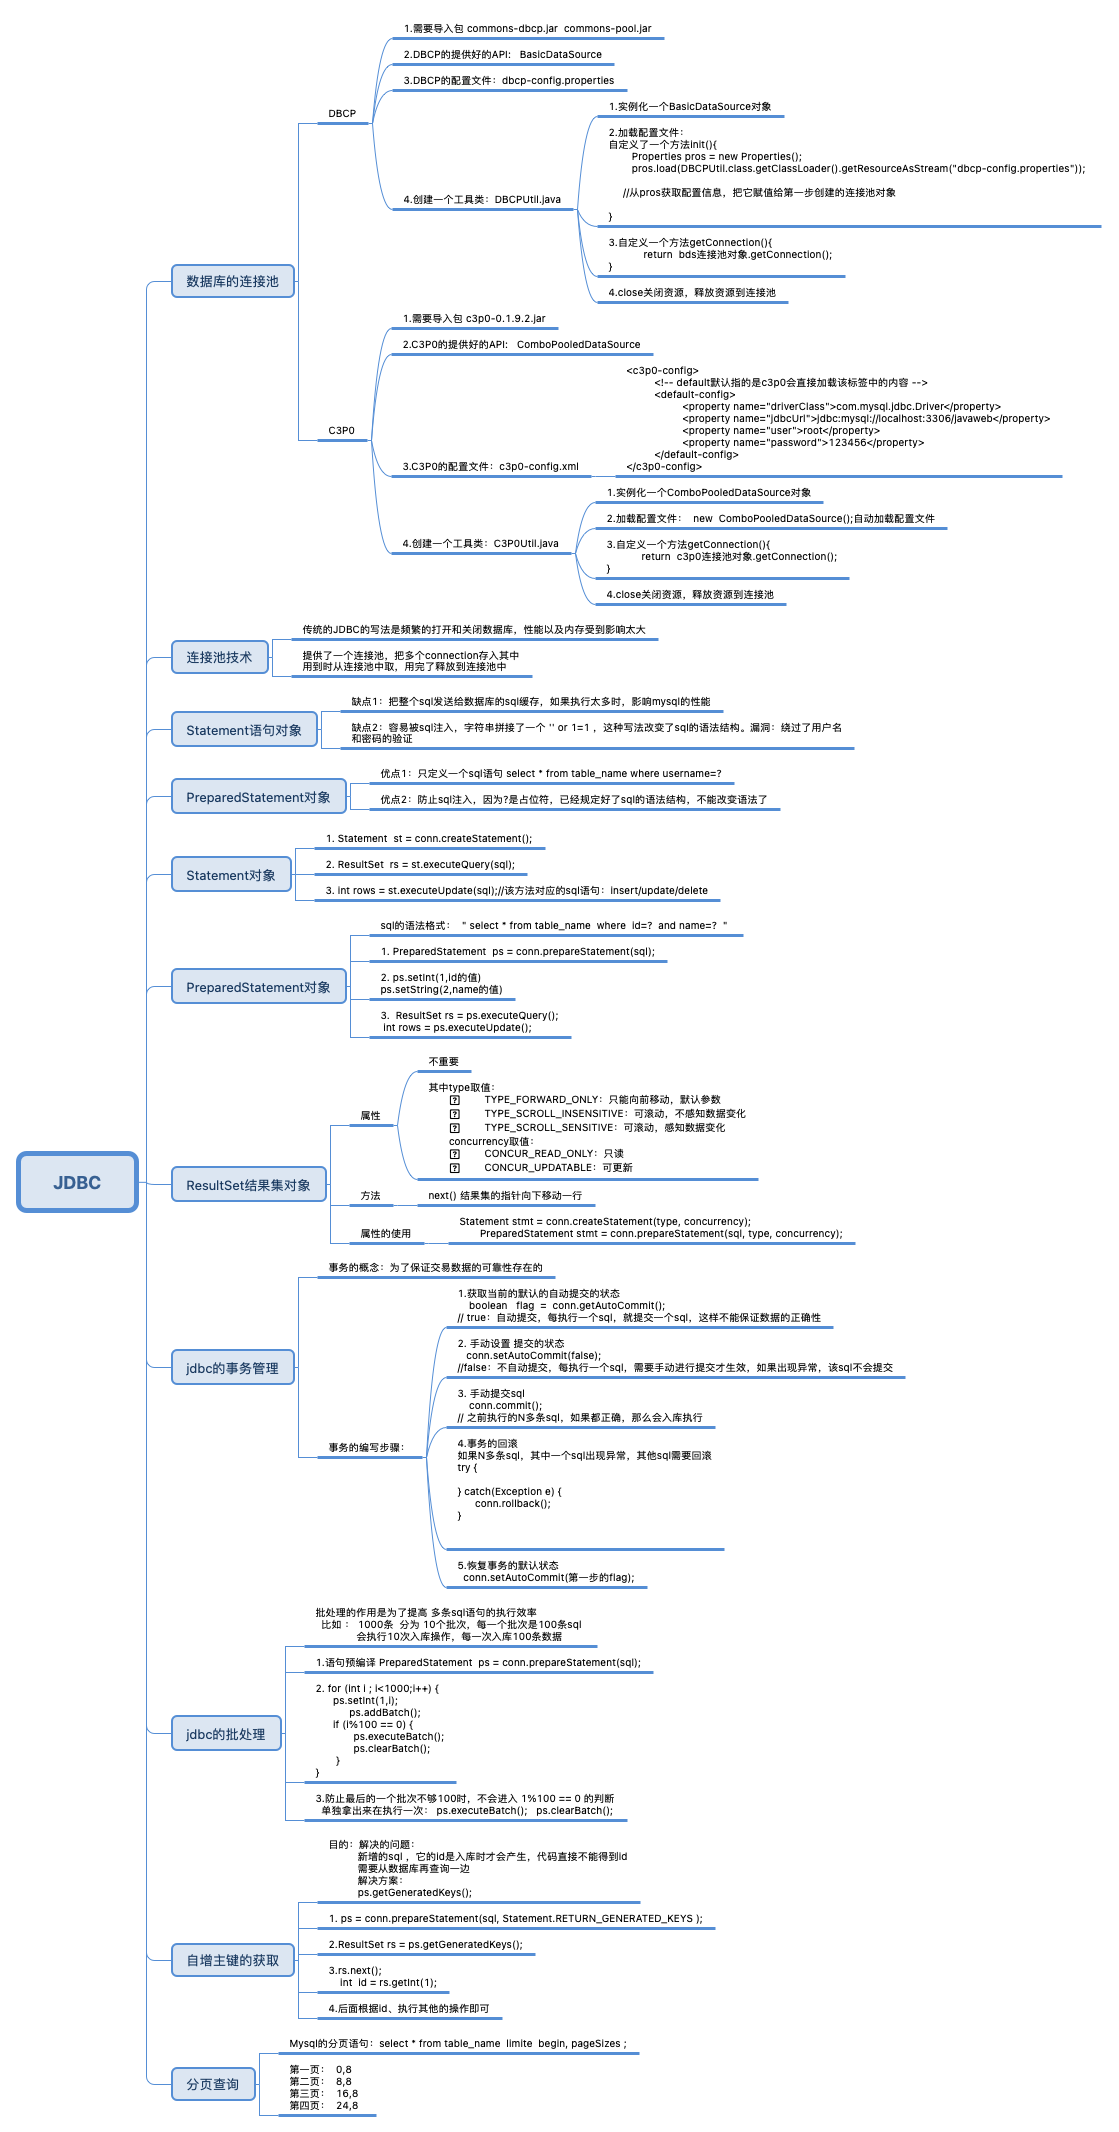 JDBC
数据库的连接池
DBCP
1.需要导入包 commons-dbcp.jar  commons-pool.jar
2.DBCP的提供好的API:   BasicDataSource
3.DBCP的配置文件：dbcp-config.properties
4.创建一个工具类：DBCPUtil.java
1.实例化一个BasicDataSource对象
2.加载配置文件：
自定义了一个方法init(){
Properties pros = new Properties();
pros.load(DBCPUtil.class.getClassLoader().getResourceAsStream("dbcp-config.properties"));
//从pros获取配置信息，把它赋值给第一步创建的连接池对象
}
3.自定义一个方法getConnection(){
return  bds连接池对象.getConnection();
}
4.close关闭资源，释放资源到连接池
C3P0
1.需要导入包 c3p0-0.1.9.2.jar
2.C3P0的提供好的API:   ComboPooledDataSource
3.C3P0的配置文件：c3p0-config.xml
<c3p0-config>
<!-- default默认指的是c3p0会直接加载该标签中的内容 -->
<default-config>
<property name="driverClass">com.mysql.jdbc.Driver</property>
<property name="jdbcUrl">jdbc:mysql://localhost:3306/javaweb</property>
<property name="user">root</property>
<property name="password">123456</property>
</default-config>
</c3p0-config>
4.创建一个工具类：C3P0Util.java
1.实例化一个ComboPooledDataSource对象
2.加载配置文件：  new  ComboPooledDataSource();自动加载配置文件
3.自定义一个方法getConnection(){
return  c3p0连接池对象.getConnection();
}
4.close关闭资源，释放资源到连接池
连接池技术
传统的JDBC的写法是频繁的打开和关闭数据库，性能以及内存受到影响太大
提供了一个连接池，把多个connection存入其中
用到时从连接池中取，用完了释放到连接池中
Statement语句对象
缺点1：把整个sql发送给数据库的sql缓存，如果执行太多时，影响mysql的性能
缺点2：容易被sql注入，字符串拼接了一个 '' or 1=1 ，这种写法改变了sql的语法结构。漏洞：绕过了用户名
和密码的验证
PreparedStatement对象
优点1：只定义一个sql语句 select * from table_name where username=?
优点2：防止sql注入，因为?是占位符，已经规定好了sql的语法结构，不能改变语法了
Statement对象
1. Statement  st = conn.createStatement();
2. ResultSet  rs = st.executeQuery(sql);
3. int rows = st.executeUpdate(sql);//该方法对应的sql语句：insert/update/delete
PreparedStatement对象
sql的语法格式：  " select * from table_name  where  id=?  and name=?  "
1. PreparedStatement  ps = conn.prepareStatement(sql);
2. ps.setInt(1,id的值)
ps.setString(2,name的值)
3.  ResultSet rs = ps.executeQuery();
int rows = ps.executeUpdate();
ResultSet结果集对象
属性
不重要
其中type取值：
⍰ TYPE_FORWARD_ONLY：只能向前移动，默认参数
⍰ TYPE_SCROLL_INSENSITIVE：可滚动，不感知数据变化
⍰ TYPE_SCROLL_SENSITIVE：可滚动，感知数据变化
concurrency取值：
⍰ CONCUR_READ_ONLY：只读
⍰ CONCUR_UPDATABLE：可更新
方法
next() 结果集的指针向下移动一行
属性的使用
Statement stmt = conn.createStatement(type, concurrency);
PreparedStatement stmt = conn.prepareStatement(sql, type, concurrency);
jdbc的事务管理
事务的概念：为了保证交易数据的可靠性存在的
事务的编写步骤：
1.获取当前的默认的自动提交的状态
boolean   flag  =  conn.getAutoCommit();
// true：自动提交，每执行一个sql，就提交一个sql，这样不能保证数据的正确性
2. 手动设置 提交的状态
conn.setAutoCommit(false);
//false：不自动提交，每执行一个sql，需要手动进行提交才生效，如果出现异常，该sql不会提交
3. 手动提交sql
conn.commit();
// 之前执行的N多条sql，如果都正确，那么会入库执行
4.事务的回滚
如果N多条sql，其中一个sql出现异常，其他sql需要回滚
try {
} catch(Exception e) {
conn.rollback();
}
5.恢复事务的默认状态
conn.setAutoCommit(第一步的flag);
jdbc的批处理
批处理的作用是为了提高 多条sql语句的执行效率
比如 ： 1000条  分为 10个批次，每一个批次是100条sql
会执行10次入库操作，每一次入库100条数据
1.语句预编译 PreparedStatement  ps = conn.prepareStatement(sql);
2. for (int i ; i<1000;i++) {
ps.setInt(1,i);
ps.addBatch();
if (i%100 == 0) {
ps.executeBatch();
ps.clearBatch();
}
}
3.防止最后的一个批次不够100时，不会进入 1%100 == 0 的判断
单独拿出来在执行一次：  ps.executeBatch();   ps.clearBatch();
自增主键的获取
目的：解决的问题：
新增的sql ，它的id是入库时才会产生，代码直接不能得到id
需要从数据库再查询一边
解决方案：
ps.getGeneratedKeys();
1. ps = conn.prepareStatement(sql, Statement.RETURN_GENERATED_KEYS );
2.ResultSet rs = ps.getGeneratedKeys();
3.rs.next();
int  id = rs.getInt(1);
4.后面根据id、执行其他的操作即可
分页查询
Mysql的分页语句：select * from table_name  limite  begin, pageSizes ;
第一页：  0,8
第二页：  8,8
第三页：  16,8
第四页：  24,8